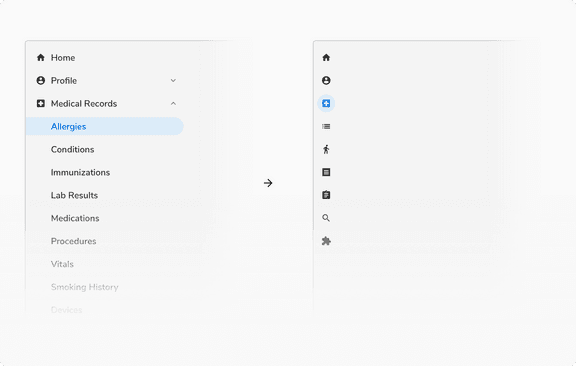 Home
Profile
Medical Records
Allergies
Conditions
Immunizations
Lab Results
Medications
Procedures
Vitals
Smoking History
Devices